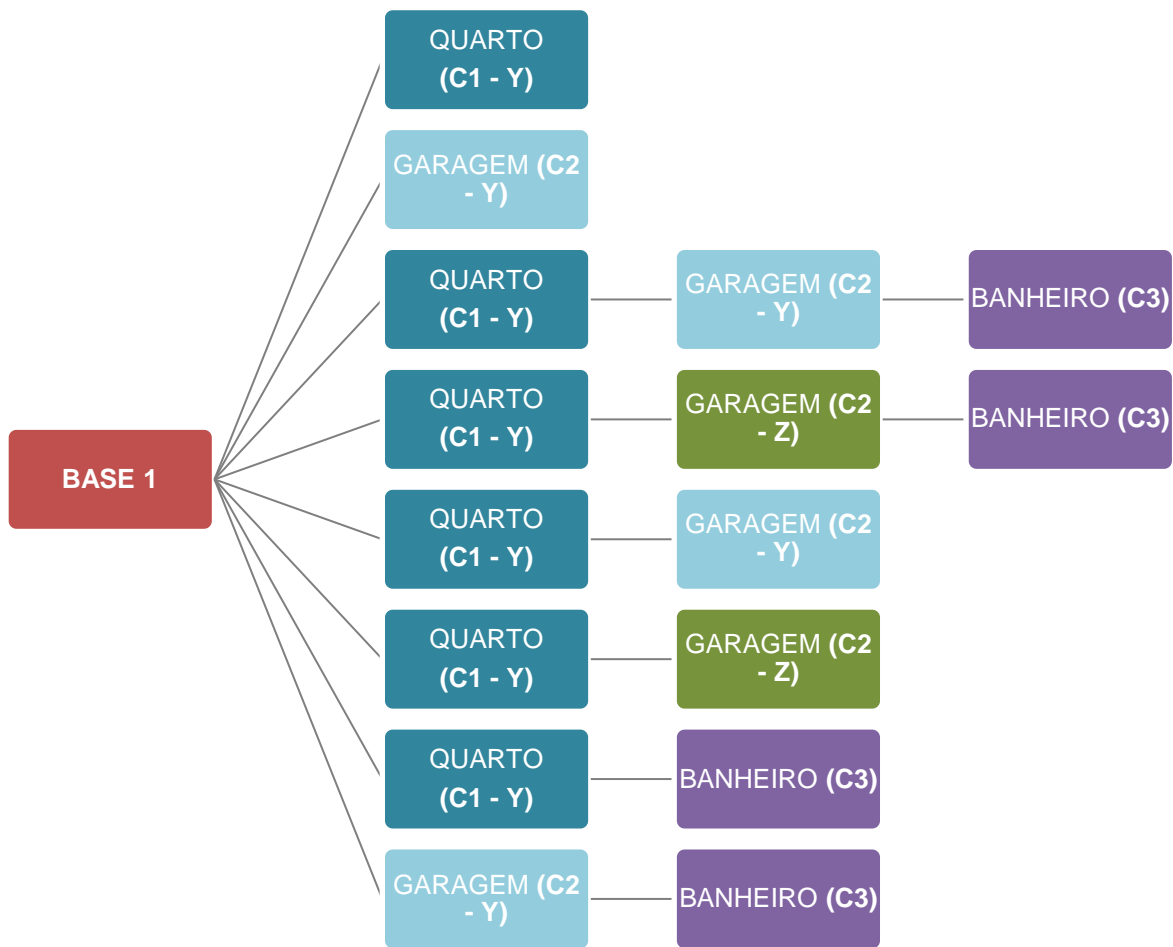 QUARTO
(C1 - Y)
GARAGEM (C2
- Y)
QUARTO
(C1 - Y)
GARAGEM (C2
- Y)
BANHEIRO (C3)
QUARTO
(C1 - Y)
GARAGEM (C2
- Z)
BANHEIRO (C3)
BASE 1
QUARTO
(C1 - Y)
GARAGEM (C2
- Y)
QUARTO
(C1 - Y)
GARAGEM (C2
- Z)
QUARTO
(C1 - Y)
BANHEIRO (C3)
GARAGEM (C2
- Y)
BANHEIRO (C3)